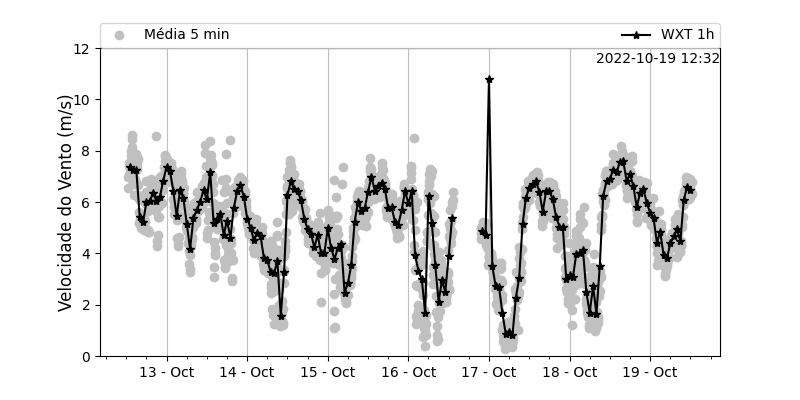 Média 5 min
WXT 1h
2022-10-19 12:32
Velocidade do Vento (m/s)
12
10
8
6
4
2
0
13 - Oct
14 - Oct
15 - Oct
16 - Oct
17 - Oct
18 - Oct
19 - Oct